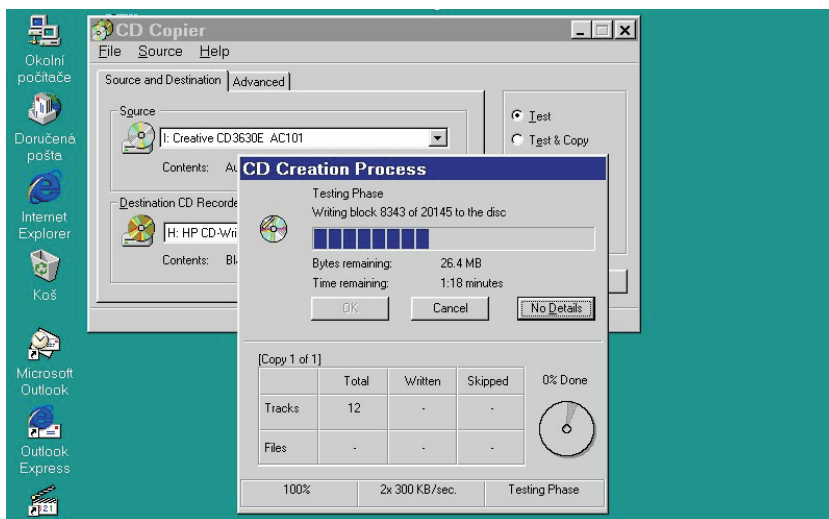 Okolní
počítače
Doručená
pošta
Internet
Explorer
Koš
Microsoft
Outlook
Outlook
Express
CD Copier
File Source Help
Source and Destination Advanced
Source
I: Creative CD3630E AC101
Contents:
Destination CD Recorde
H: HP CD-Wri
Contents:
Test
Test & Copy
CD Creation Process
Testing Phase
Writing block 8343 of 20145 to the disc
Bytes remaining: 26.4 MB
Time remaining: 1:18 minutes
OK Cancel No Details
[Copy 1 of 1]
Total Written Skipped 0% Done
Tracks 12 - -
Files - - -
100% 2x 300 KB/sec. Testing Phase